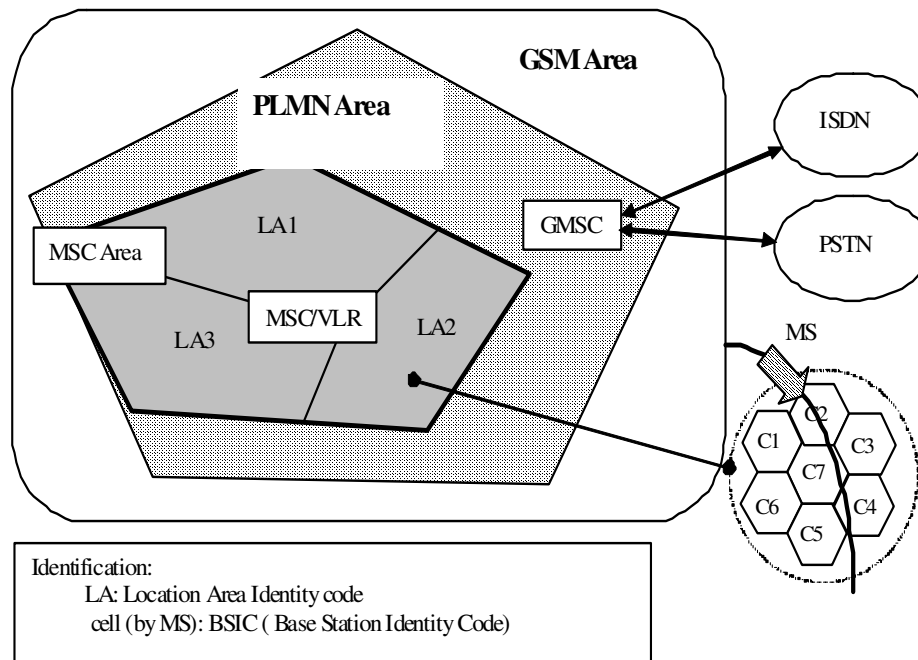 GSM Area
PLMN Area
ISDN
LA1
GMSC
MSC Area
PSTN
MSC/VLR
LA2
LA3
MS
C2
C1
C3
C7
C6
C4
C5
Identification:
LA: Location Area Identity code
cell (by MS): BSIC ( Base Station Identity Code)